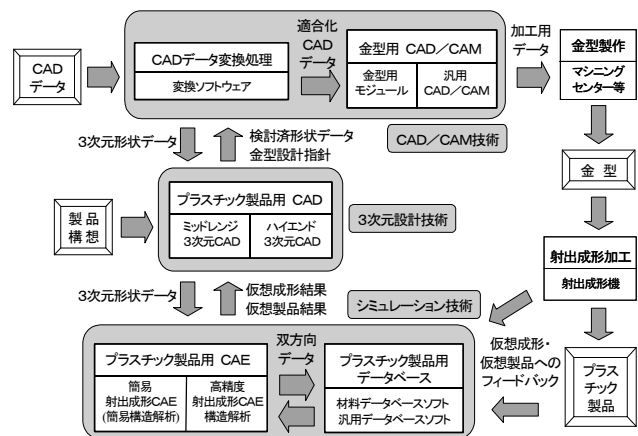 CAD
データ
CADデータ変換処理
変換ソフトウェア
適合化
CAD
データ
金型用 CAD／CAM
金型用
モジュール
汎用
CAD／CAM
加工用
データ
金型製作
マシニング
センター等
3次元形状データ
検討済形状データ
金型設計指針
CAD／CAM技術
金 型
製 品
構 想
プラスチック製品用 CAD
ミッドレンジ
3次元CAD
ハイエンド
3次元CAD
3次元設計技術
射出成形加工
射出成形機
3次元形状データ
仮想成形結果
仮想製品結果
シミュレーション技術
プラスチック製品用 CAE
簡易
射出成形CAE
(簡易構造解析)
高精度
射出成形CAE
構造解析
双方向
データ
プラスチック製品用
データベース
材料データベースソフト
汎用データベースソフト
仮想成形・
仮想製品への
フィードバック
プラス
チック
製品